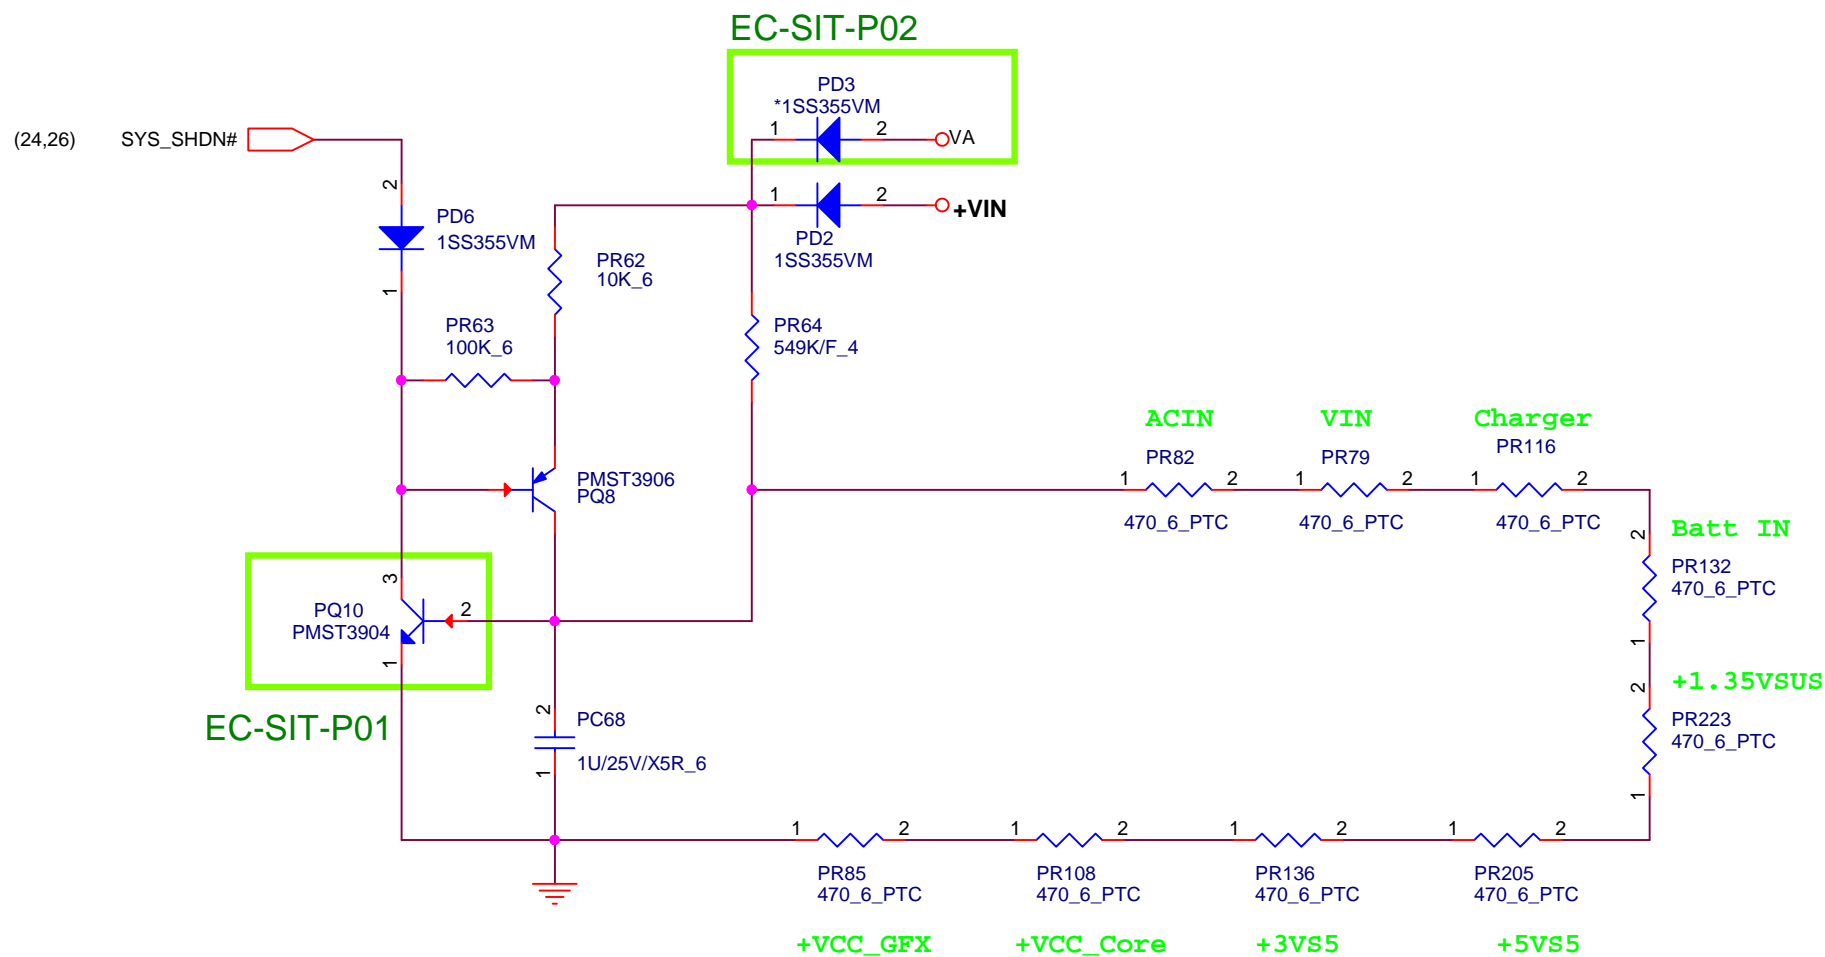 EC-SIT-P02
PD3
*1SS355VM
(24,26) SYS_SHDN#
1 2 VA
2
1 2 +VIN
PD6
1SS355VM
PD2
1SS355VM
PR62
10K_6
1
PR63
100K_6
PR64
549K/F_4
ACIN VIN Charger
PR82 PR79 PR116
1 2 1 2 1 2
470_6_PTC 470_6_PTC 470_6_PTC
PMST3906
PQ8
Batt IN
2
PR132
470_6_PTC
1
3
PQ10
PMST3904
2
1
EC-SIT-P01
+1.35VSUS
2
PR223
470_6_PTC
1
2
PC68
1U/25V/X5R_6
1
1 2 1 2 1 2 1 2
PR85 PR108 PR136 PR205
470_6_PTC 470_6_PTC 470_6_PTC 470_6_PTC
+VCC_GFX +VCC_Core +3VS5 +5VS5